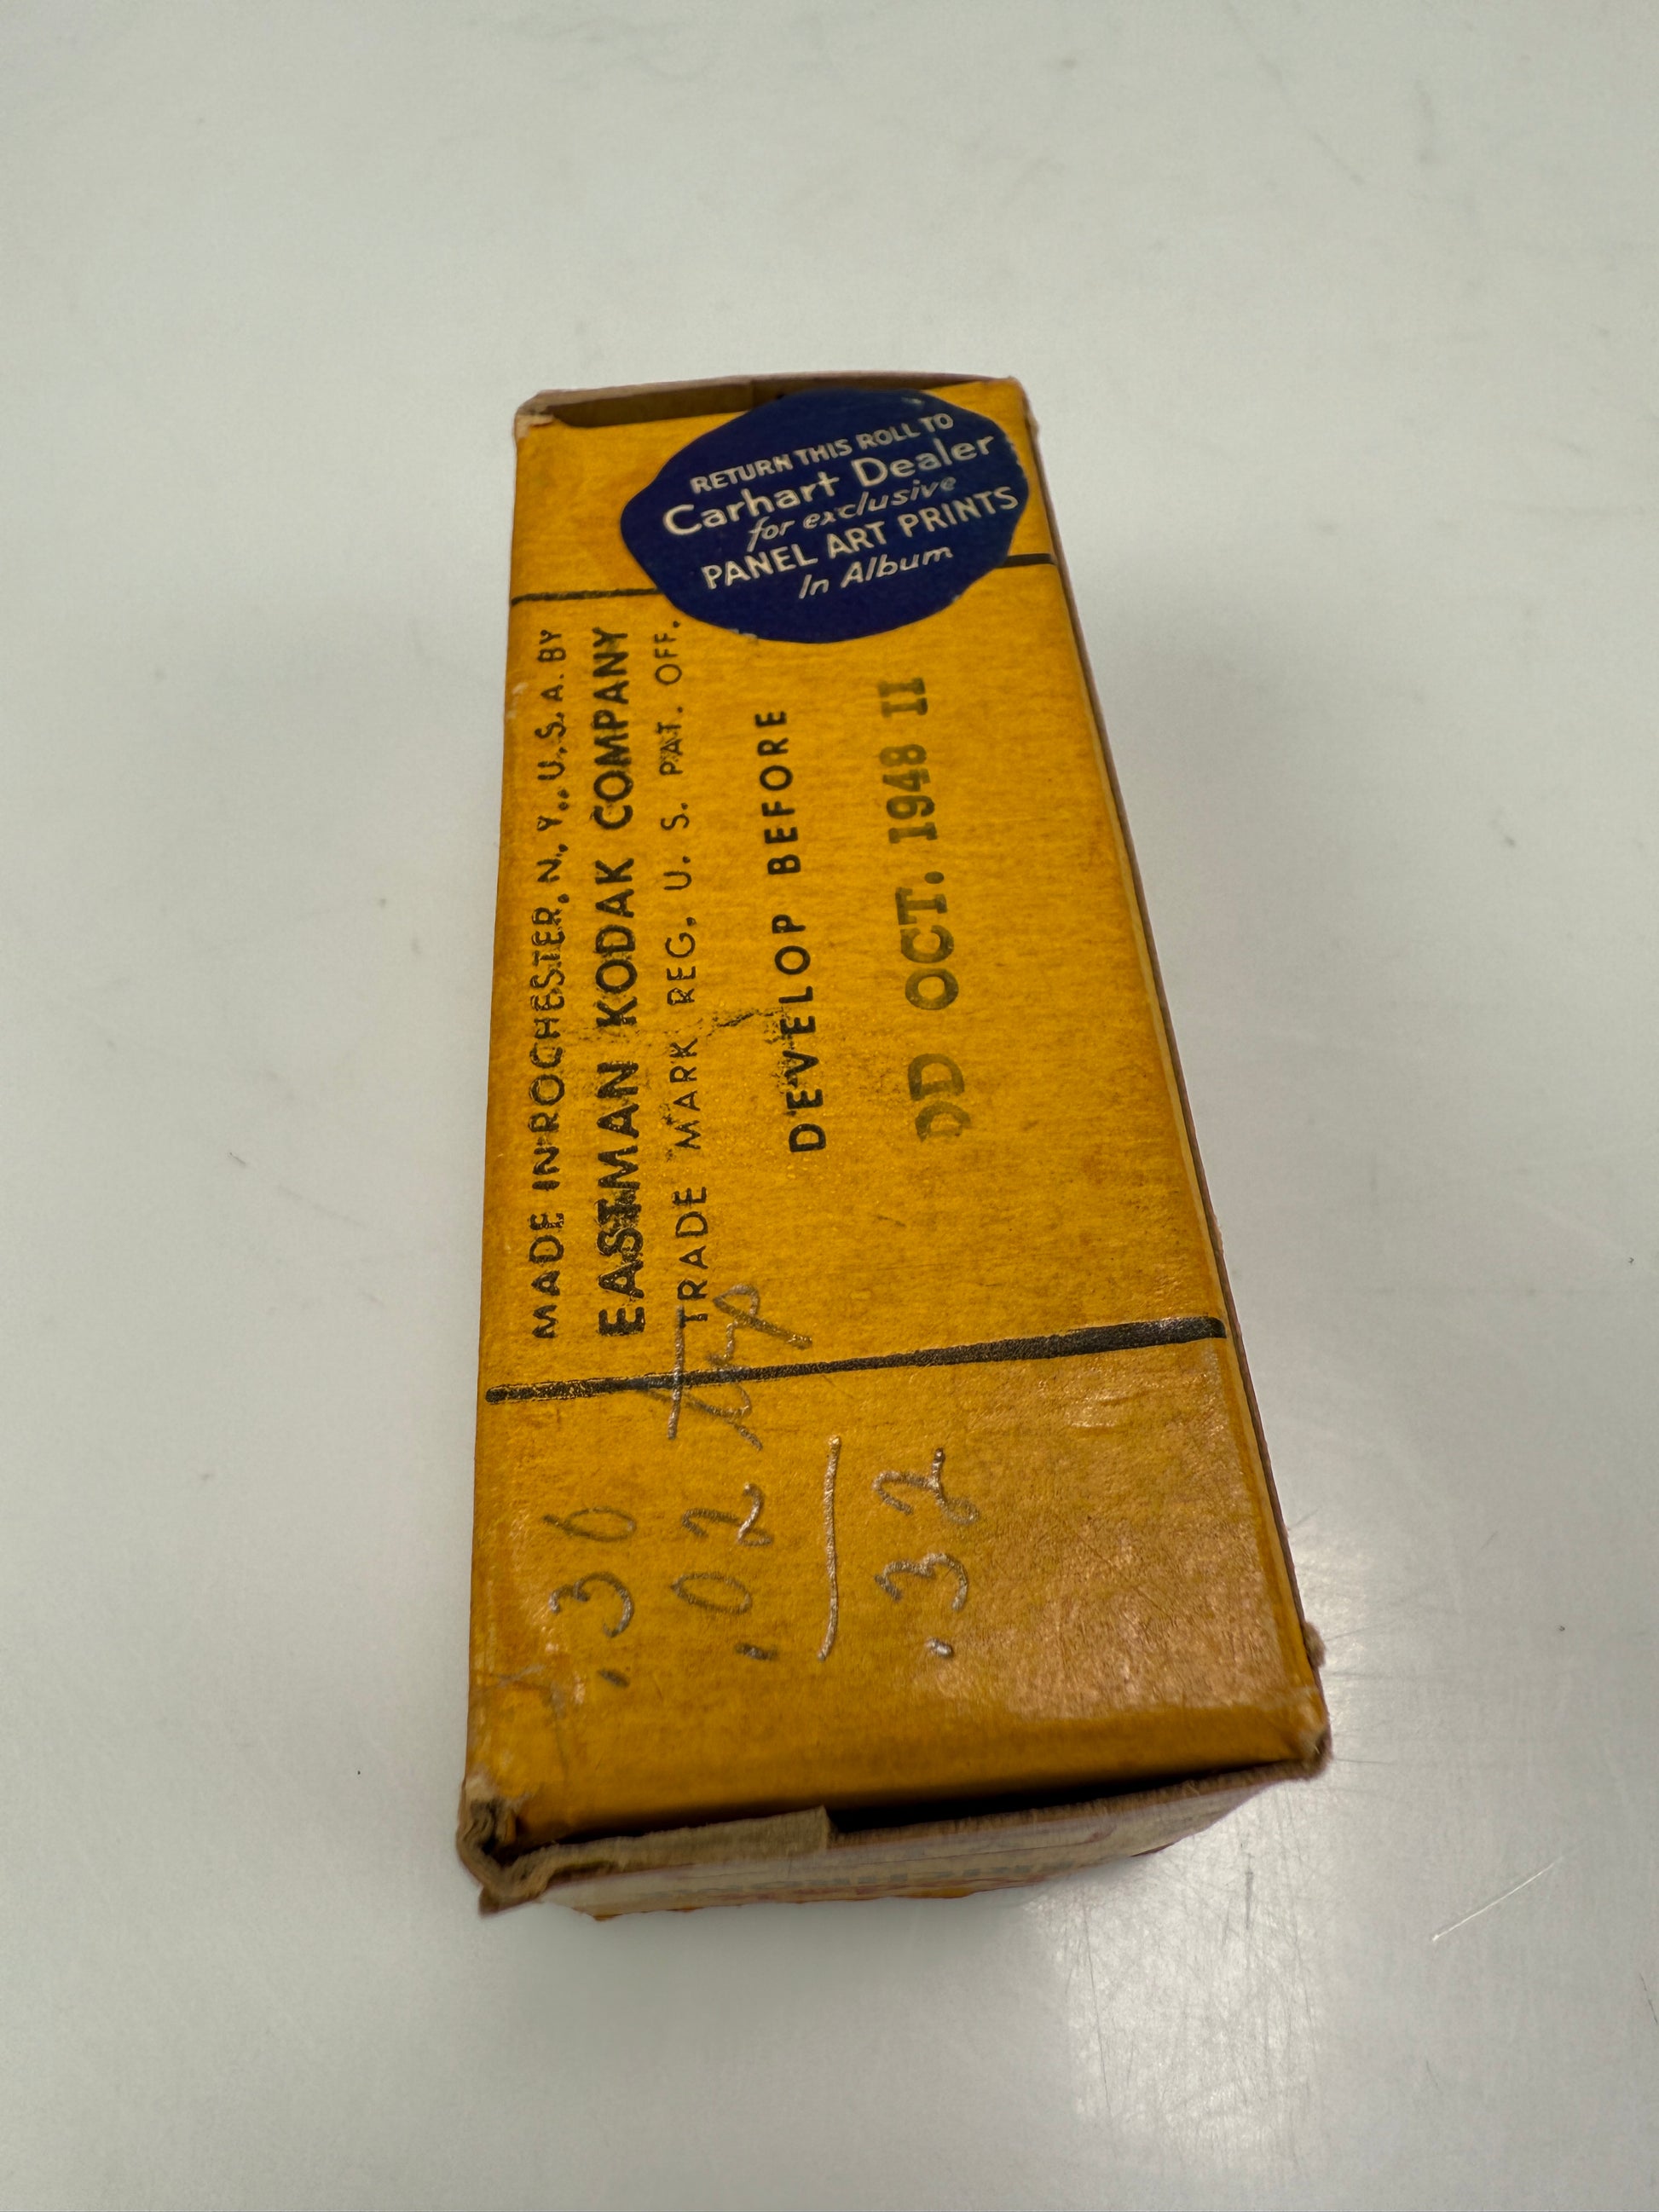 RETURN THIS ROLL TO
Carhart Dealer
for exclusive
PANEL ART PRINTS
In Album
MADE IN ROCHESTER, N. Y., U. S. A. BY
EASTMAN KODAK COMPANY
TRADE MARK REG. U. S. PAT. OFF.
DEVELOP BEFORE
DD OCT. 1948 II
.30
.02
.32